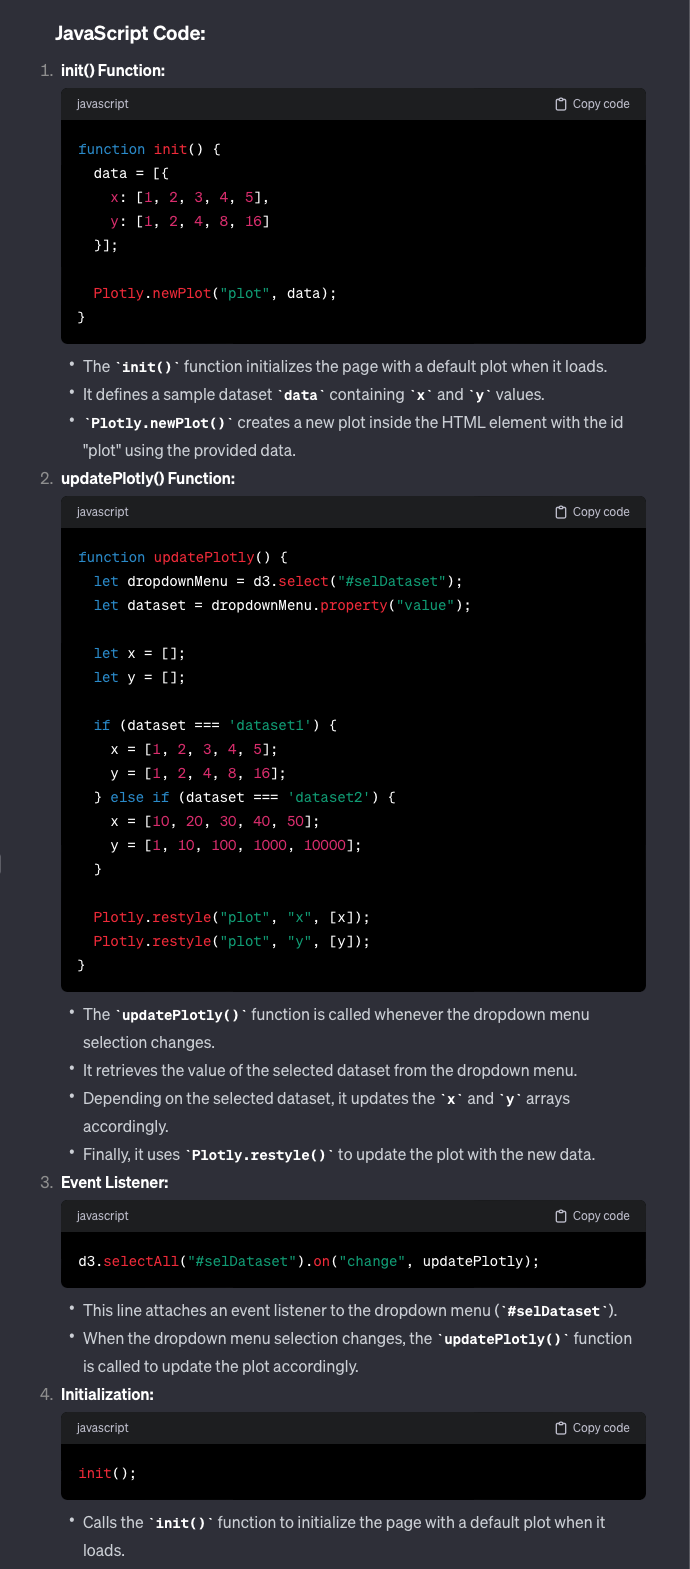 JavaScript Code:
1. init() Function:
javascript
Copy code
function init() {
  data = [{
    x: [1, 2, 3, 4, 5],
    y: [1, 2, 4, 8, 16]
  }];
  Plotly.newPlot("plot", data);
}
• The `init()` function initializes the page with a default plot when it loads.
• It defines a sample dataset `data` containing `x` and `y` values.
• `Plotly.newPlot()` creates a new plot inside the HTML element with the id
"plot" using the provided data.
2. updatePlotly() Function:
javascript
Copy code
function updatePlotly() {
  let dropdownMenu = d3.select("#selDataset");
  let dataset = dropdownMenu.property("value");
  let x = [];
  let y = [];
  if (dataset === 'dataset1') {
    x = [1, 2, 3, 4, 5];
    y = [1, 2, 4, 8, 16];
  } else if (dataset === 'dataset2') {
    x = [10, 20, 30, 40, 50];
    y = [1, 10, 100, 1000, 10000];
  }
  Plotly.restyle("plot", "x", [x]);
  Plotly.restyle("plot", "y", [y]);
}
• The `updatePlotly()` function is called whenever the dropdown menu
selection changes.
• It retrieves the value of the selected dataset from the dropdown menu.
• Depending on the selected dataset, it updates the `x` and `y` arrays
accordingly.
• Finally, it uses `Plotly.restyle()` to update the plot with the new data.
3. Event Listener:
javascript
Copy code
d3.selectAll("#selDataset").on("change", updatePlotly);
• This line attaches an event listener to the dropdown menu (`#selDataset`).
• When the dropdown menu selection changes, the `updatePlotly()` function
is called to update the plot accordingly.
4. Initialization:
javascript
Copy code
init();
• Calls the `init()` function to initialize the page with a default plot when it
loads.